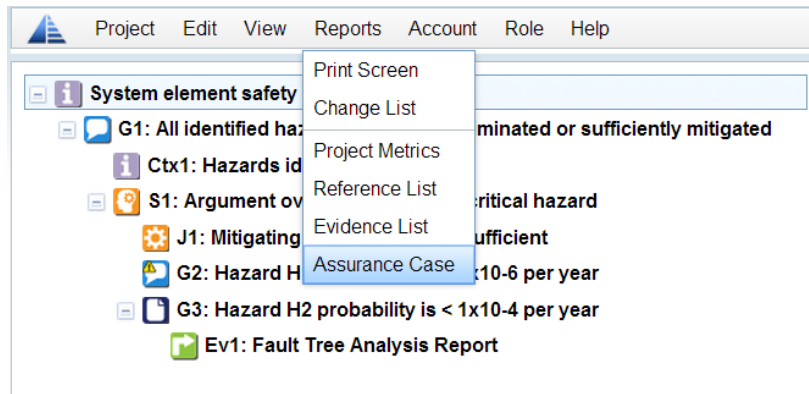 Project Edit View Reports Account Role Help
Print Screen
Change List
Project Metrics
Reference List
Evidence List
Assurance Case
System element safety
G1: All identified haz minated or sufficiently mitigated
Ctx1: Hazards id
S1: Argument ov ritical hazard
J1: Mitigating ufficient
G2: Hazard H x10-6 per year
G3: Hazard H2 probability is < 1x10-4 per year
Ev1: Fault Tree Analysis Report